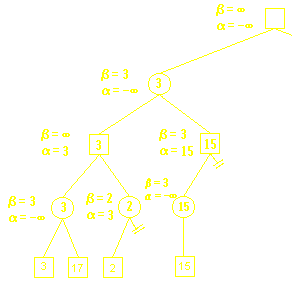 β = ∞
α = -∞
β = 3
α = -∞
3
β = ∞
α = 3
3
β = 3
α = 15
15
β = 3
α = -∞
3
β = 2
α = 3
2
β = 3
α = -∞
15
3
17
2
15